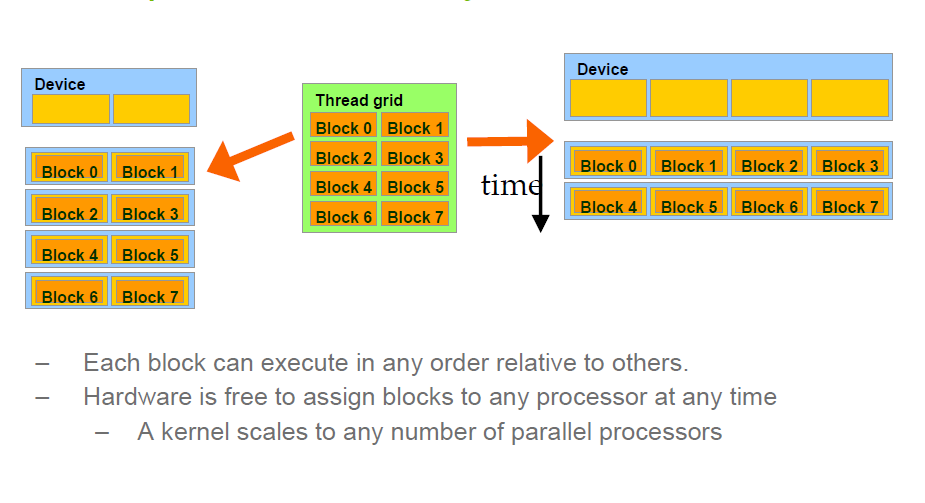 Device
Block 0 Block 1
Block 2 Block 3
Block 4 Block 5
Block 6 Block 7
Thread grid
Block 0 Block 1
Block 2 Block 3
Block 4 Block 5
Block 6 Block 7
time
Device
Block 0 Block 1 Block 2 Block 3
Block 4 Block 5 Block 6 Block 7
– Each block can execute in any order relative to others.
– Hardware is free to assign blocks to any processor at any time
– A kernel scales to any number of parallel processors